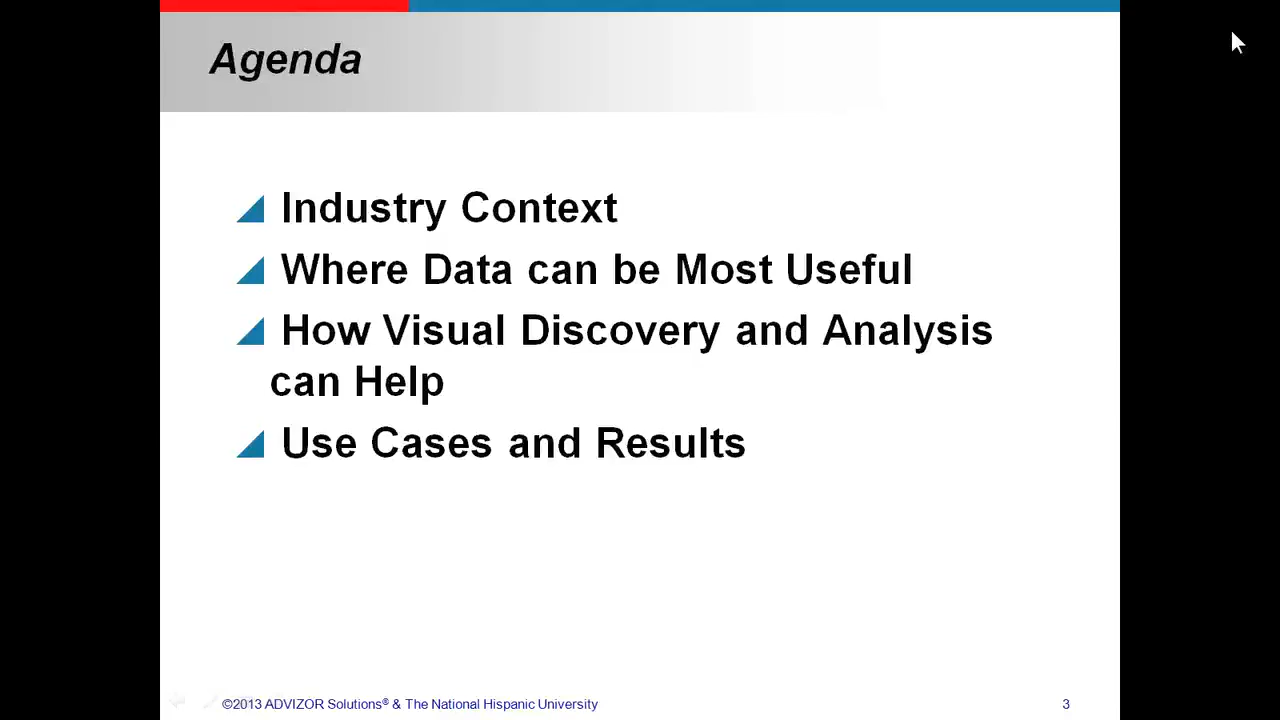 Agenda
Industry Context
Where Data can be Most Useful
How Visual Discovery and Analysis
can Help
Use Cases and Results
©2013 ADVIZOR Solutions® & The National Hispanic University
3